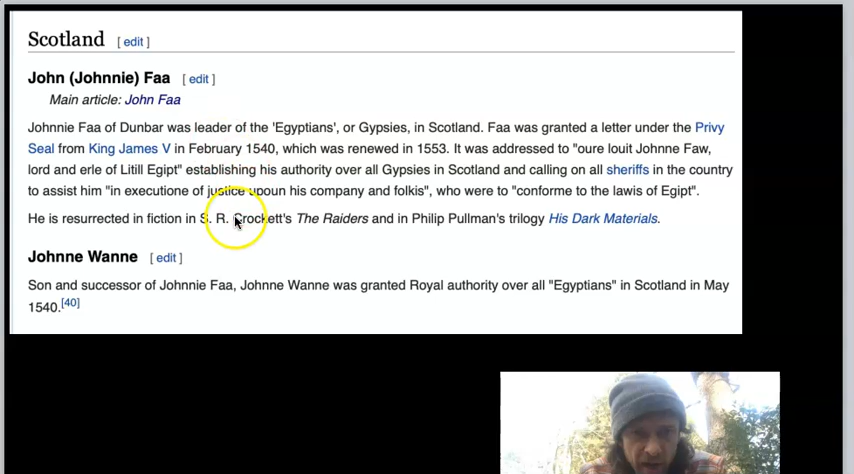 Scotland [ edit ]
John (Johnnie) Faa [ edit ]
Main article: John Faa
Johnnie Faa of Dunbar was leader of the 'Egyptians', or Gypsies, in Scotland. Faa was granted a letter under the Privy
Seal from King James V in February 1540, which was renewed in 1553. It was addressed to "oure louit Johnne Faw,
lord and erle of Litill Egipt" establishing his authority over all Gypsies in Scotland and calling on all sheriffs in the country
to assist him "in executione of justice upoun his company and folkis", who were to "conforme to the lawis of Egipt".
He is resurrected in fiction in S. R. Crockett's The Raiders and in Philip Pullman's trilogy His Dark Materials.
Johnne Wanne [ edit ]
Son and successor of Johnnie Faa, Johnne Wanne was granted Royal authority over all "Egyptians" in Scotland in May
1540.[40]